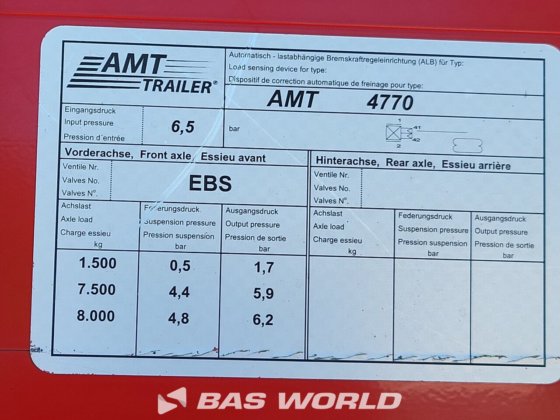 AMT
TRAILER®
Automatisch - lastabhängige Bremskraftregeleinrichtung (ALB) für Typ:
Load sensing device for type:
Dispositif de correction automatique de freinage pour type:
AMT 4770
Eingangsdruck
Input pressure
Pression d'entrée
6,5
bar
1
41
42
2
Vorderachse, Front axle, Essieu avant
Ventile Nr.
Valves No.
Valves N°.
EBS
Achslast
Axle load
Charge essieu
kg
Federungsdruck
Suspension pressure
Pression suspension
bar
Ausgangsdruck
Output pressure
Pression de sortie
bar
1.500 0,5 1,7
7.500 4,4 5,9
8.000 4,8 6,2
Hinterachse, Rear axle, Essieu arrière
Ventile Nr.
Valves No.
Valves N°.
Achslast
Axle load
Charge essieu
kg
Federungsdruck
Suspension pressure
Pression suspension
bar
Ausgangsdruck
Output pressure
Pression de sortie
bar
BAS WORLD